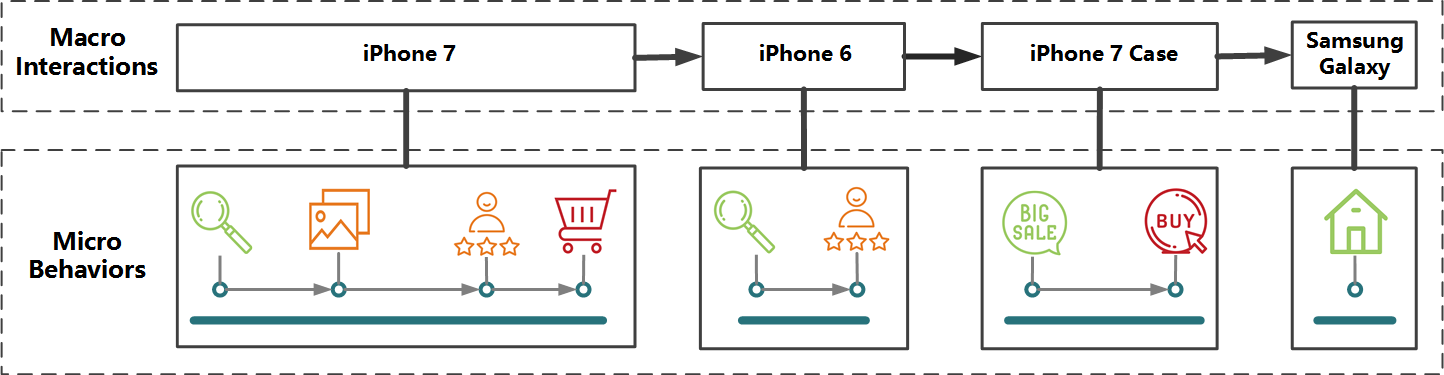 Macro
Interactions
iPhone 7
iPhone 6
iPhone 7 Case
Samsung
Galaxy
Micro
Behaviors
BIG
SALE
BUY